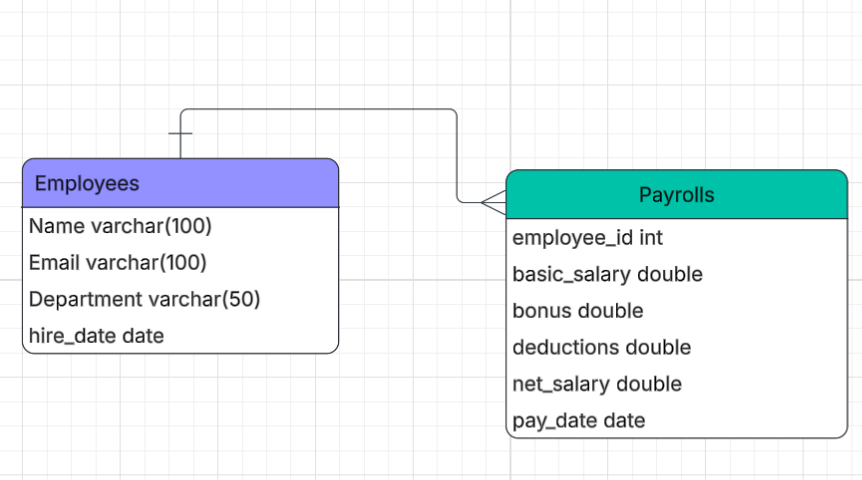 Employees
Name varchar(100)
Email varchar(100)
Department varchar(50)
hire_date date
Payrolls
employee_id int
basic_salary double
bonus double
deductions double
net_salary double
pay_date date